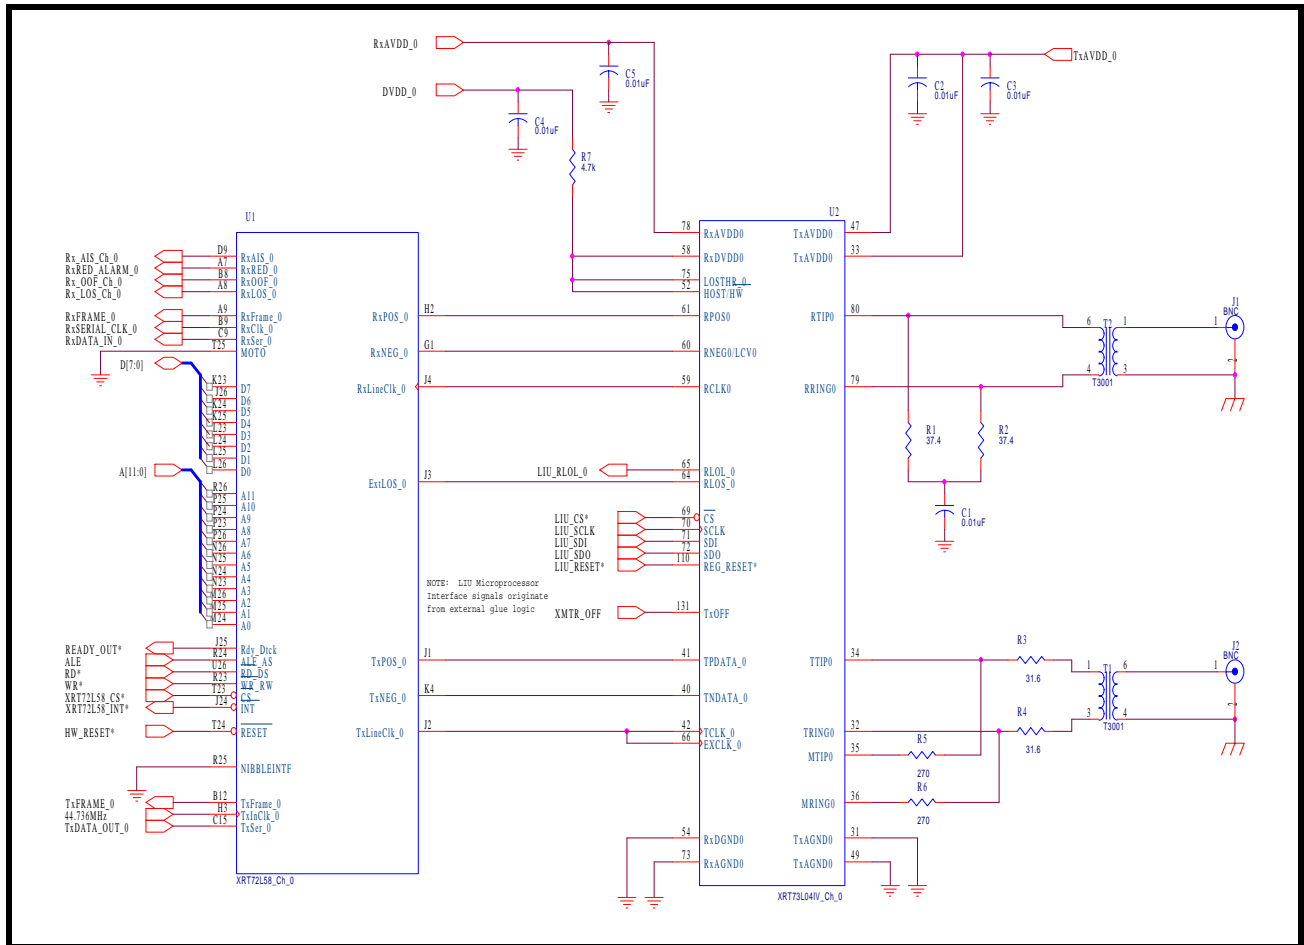 RxAVDD_0
DVDD_0
TxAVDD_0
C5
0.01uF
C4
0.01uF
C2
0.01uF
C3
0.01uF
R7
4.7k
U1
Rx_AIS_Ch_0 D9 RxAIS_0
RxRED_ALARM_0 A7 RxRED_0
Rx_OOF_Ch_0 B8 RxOOF_0
Rx_LOS_Ch_0 A8 RxLOS_0
RxFRAME_0 A9 RxFrame_0
RxSERIAL_CLK_0 B9 RxClk_0
RxDATA_IN_0 C9 RxSer_0
T25 MOTO
D[7:0]
K23 D7
J26 D6
K24 D5
K25 D4
L23 D3
L24 D2
L25 D1
L26 D0
A[11:0]
R26 A11
P25 A10
P24 A9
P23 A8
P26 A7
N26 A6
N25 A5
N24 A4
N23 A3
M26 A2
M25 A1
M24 A0
READY_OUT* J25 Rdy_Dtck
ALE R24 ALE_AS
RD* U26 RD_DS
WR* R23 WR_RW
XRT72L58_CS* T23 CS
XRT72L58_INT* J24 INT
HW_RESET* T24 RESET
R25 NIBBLEINTF
TxFRAME_0 B12 TxFrame_0
44.736MHz H3 TxInClk_0
TxDATA_OUT_0 C15 TxSer_0
XRT72L58_Ch_0
RxPOS_0 H2
RxNEG_0 G1
RxLineClk_0 J4
ExtLOS_0 J3
TxPOS_0 J1
TxNEG_0 K4
TxLineClk_0 J2
NOTE: LIU Microprocessor
Interface signals originate
from external glue logic
U2
78 RxAVDD0
58 RxDVDD0
75 LOSTHR_0
52 HOST/HW
61 RPOS0
60 RNEG0/LCV0
59 RCLK0
LIU_RLOL_0 65 RLOL_0
64 RLOS_0
LIU_CS* 69 CS
LIU_SCLK 70 SCLK
LIU_SDI 71 SDI
LIU_SDO 72 SDO
LIU_RESET* 110 REG_RESET*
XMTR_OFF 131 TxOFF
41 TPDATA_0
40 TNDATA_0
42 TCLK_0
66 EXCLK_0
54 RxDGND0
73 RxAGND0
TxAVDD0 47
TxAVDD0 33
RTIP0 80
RRING0 79
TTIP0 34
TRING0 32
MTIP0 35
MRING0 36
TxAGND0 31
TxAGND0 49
XRT73L04IV_Ch_0
R1
37.4
R2
37.4
C1
0.01uF
6 T2 1
4 3
T3001
J1
BNC
1
2
R3
31.6
R4
31.6
R5
270
R6
270
1 T1 6
3 4
T3001
J2
BNC
1
2